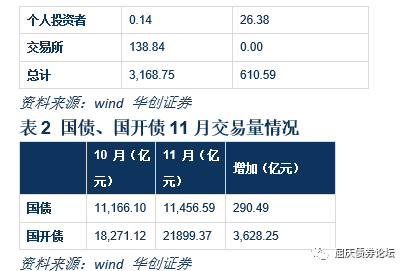 个人投资者 0.14 26.38
交易所 138.84 0.00
总计 3,168.75 610.59
资料来源：wind 华创证券
表 2 国债、国开债 11 月交易量情况
10 月（亿元） 11 月（亿元） 增加（亿元）
国债 11,166.10 11,456.59 290.49
国开债 18,271.12 21899.37 3,628.25
资料来源：wind 华创证券
屈庆债券论坛